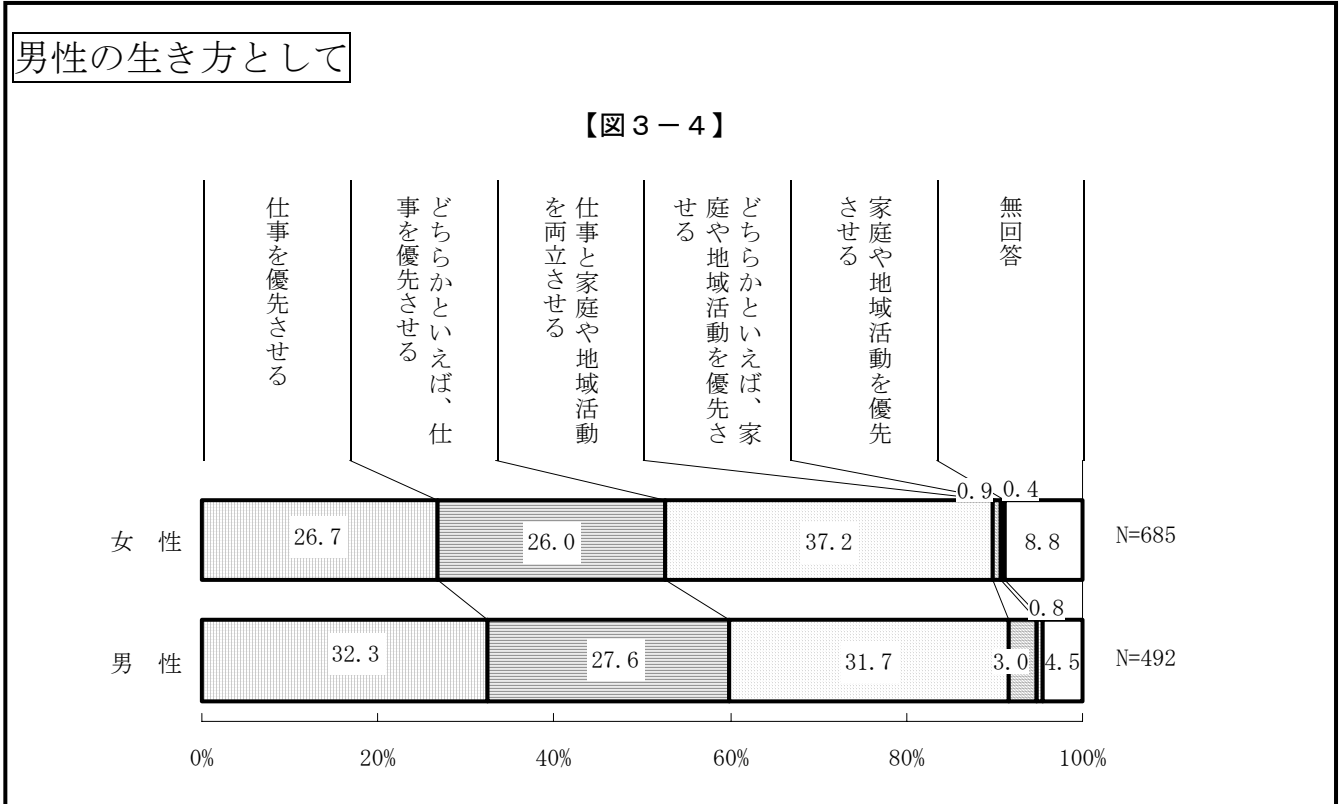 男性の生き方として
【図３－４】
仕事を優先させる
どちらかといえば、仕
事を優先させる
仕事と家庭や地域活動
を両立させる
どちらかといえば、家
庭や地域活動を優先さ
せる
家庭や地域活動を優先
させる
無回答
0.9 0.4
女 性 26.7 26.0 37.2 8.8 N=685
0.8
男 性 32.3 27.6 31.7 3.0 4.5 N=492
0% 20% 40% 60% 80% 100%